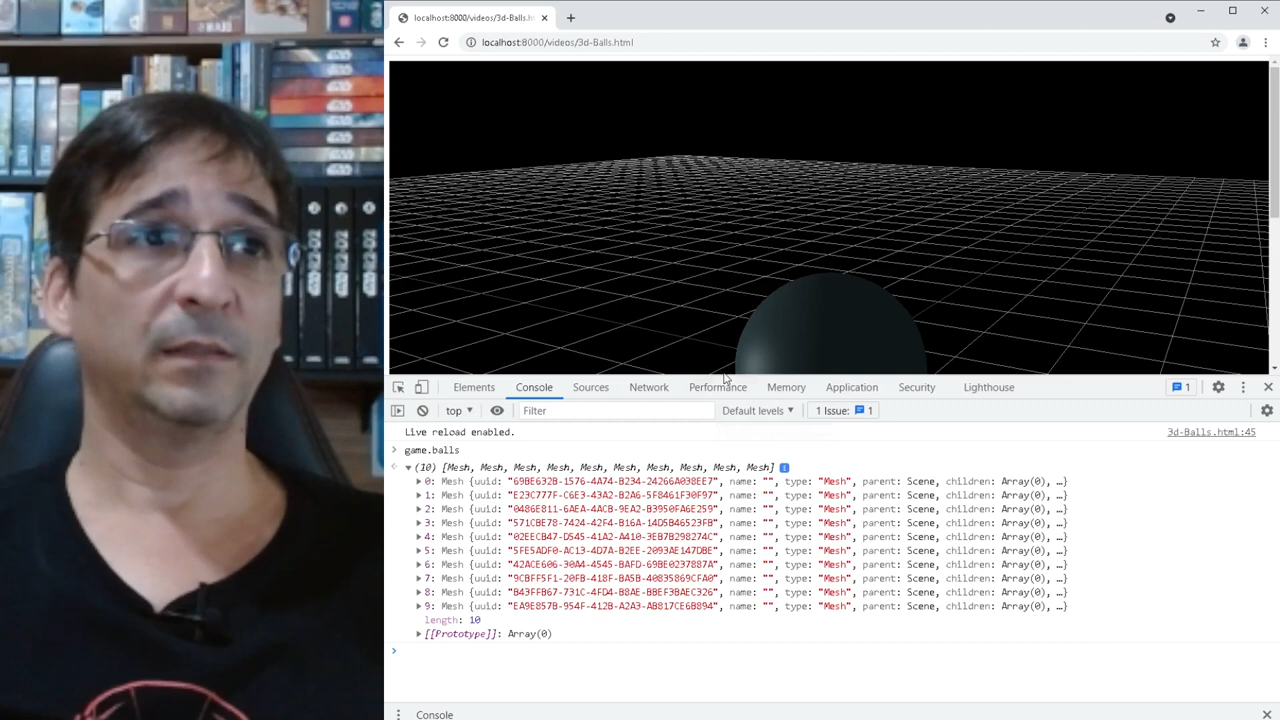 localhost:8000/videos/3d-Balls.h
localhost:8000/videos/3d-Balls.html
Elements Console Sources Network Performance Memory Application Security Lighthouse 1
top Filter Default levels 1 Issue: 1
Live reload enabled. 3d-Balls.html:45
game.balls
(10) [Mesh, Mesh, Mesh, Mesh, Mesh, Mesh, Mesh, Mesh, Mesh, Mesh]
0: Mesh {uuid: "69BE632B-1576-4A74-B234-24266A038EE7", name: "", type: "Mesh", parent: Scene, children: Array(0), …}
1: Mesh {uuid: "E23C777F-C6E3-43A2-B2A6-5F8461F30F97", name: "", type: "Mesh", parent: Scene, children: Array(0), …}
2: Mesh {uuid: "0486E811-6AEA-4ACB-9EA2-B3950FA6E259", name: "", type: "Mesh", parent: Scene, children: Array(0), …}
3: Mesh {uuid: "571CBE78-7424-42F4-B16A-14D5B46523FB", name: "", type: "Mesh", parent: Scene, children: Array(0), …}
4: Mesh {uuid: "02EECB47-D545-41A2-A410-3EB7B298274C", name: "", type: "Mesh", parent: Scene, children: Array(0), …}
5: Mesh {uuid: "5FE5ADF0-AC13-4D7A-B2EE-2093AE147DBE", name: "", type: "Mesh", parent: Scene, children: Array(0), …}
6: Mesh {uuid: "42ACE606-30A4-4545-BAFD-69BE0237887A", name: "", type: "Mesh", parent: Scene, children: Array(0), …}
7: Mesh {uuid: "9CBFF5F1-20FB-418F-BA5B-40835869CFA0", name: "", type: "Mesh", parent: Scene, children: Array(0), …}
8: Mesh {uuid: "B43FFB67-731C-4FD4-B8AE-BBEF3BAEC326", name: "", type: "Mesh", parent: Scene, children: Array(0), …}
9: Mesh {uuid: "EA9E857B-954F-412B-A2A3-AB817CE6B894", name: "", type: "Mesh", parent: Scene, children: Array(0), …}
length: 10
[[Prototype]]: Array(0)
Console